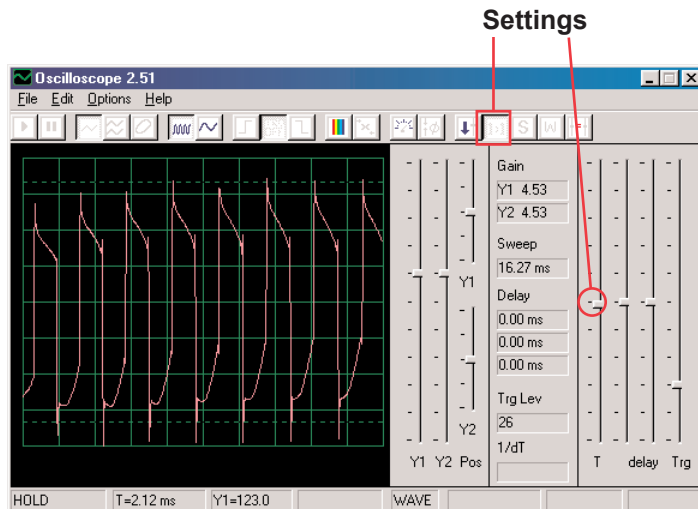 Settings
Oscilloscope 2.51
File Edit Options Help
Gain
Y1 4.53
Y2 4.53
Sweep
16.27 ms
Y1
Delay
0.00 ms
0.00 ms
0.00 ms
Trg Lev
26
Y2
1/dT
Y1 Y2 Pos
T delay Trg
HOLD T=2.12 ms Y1=123.0 WAVE